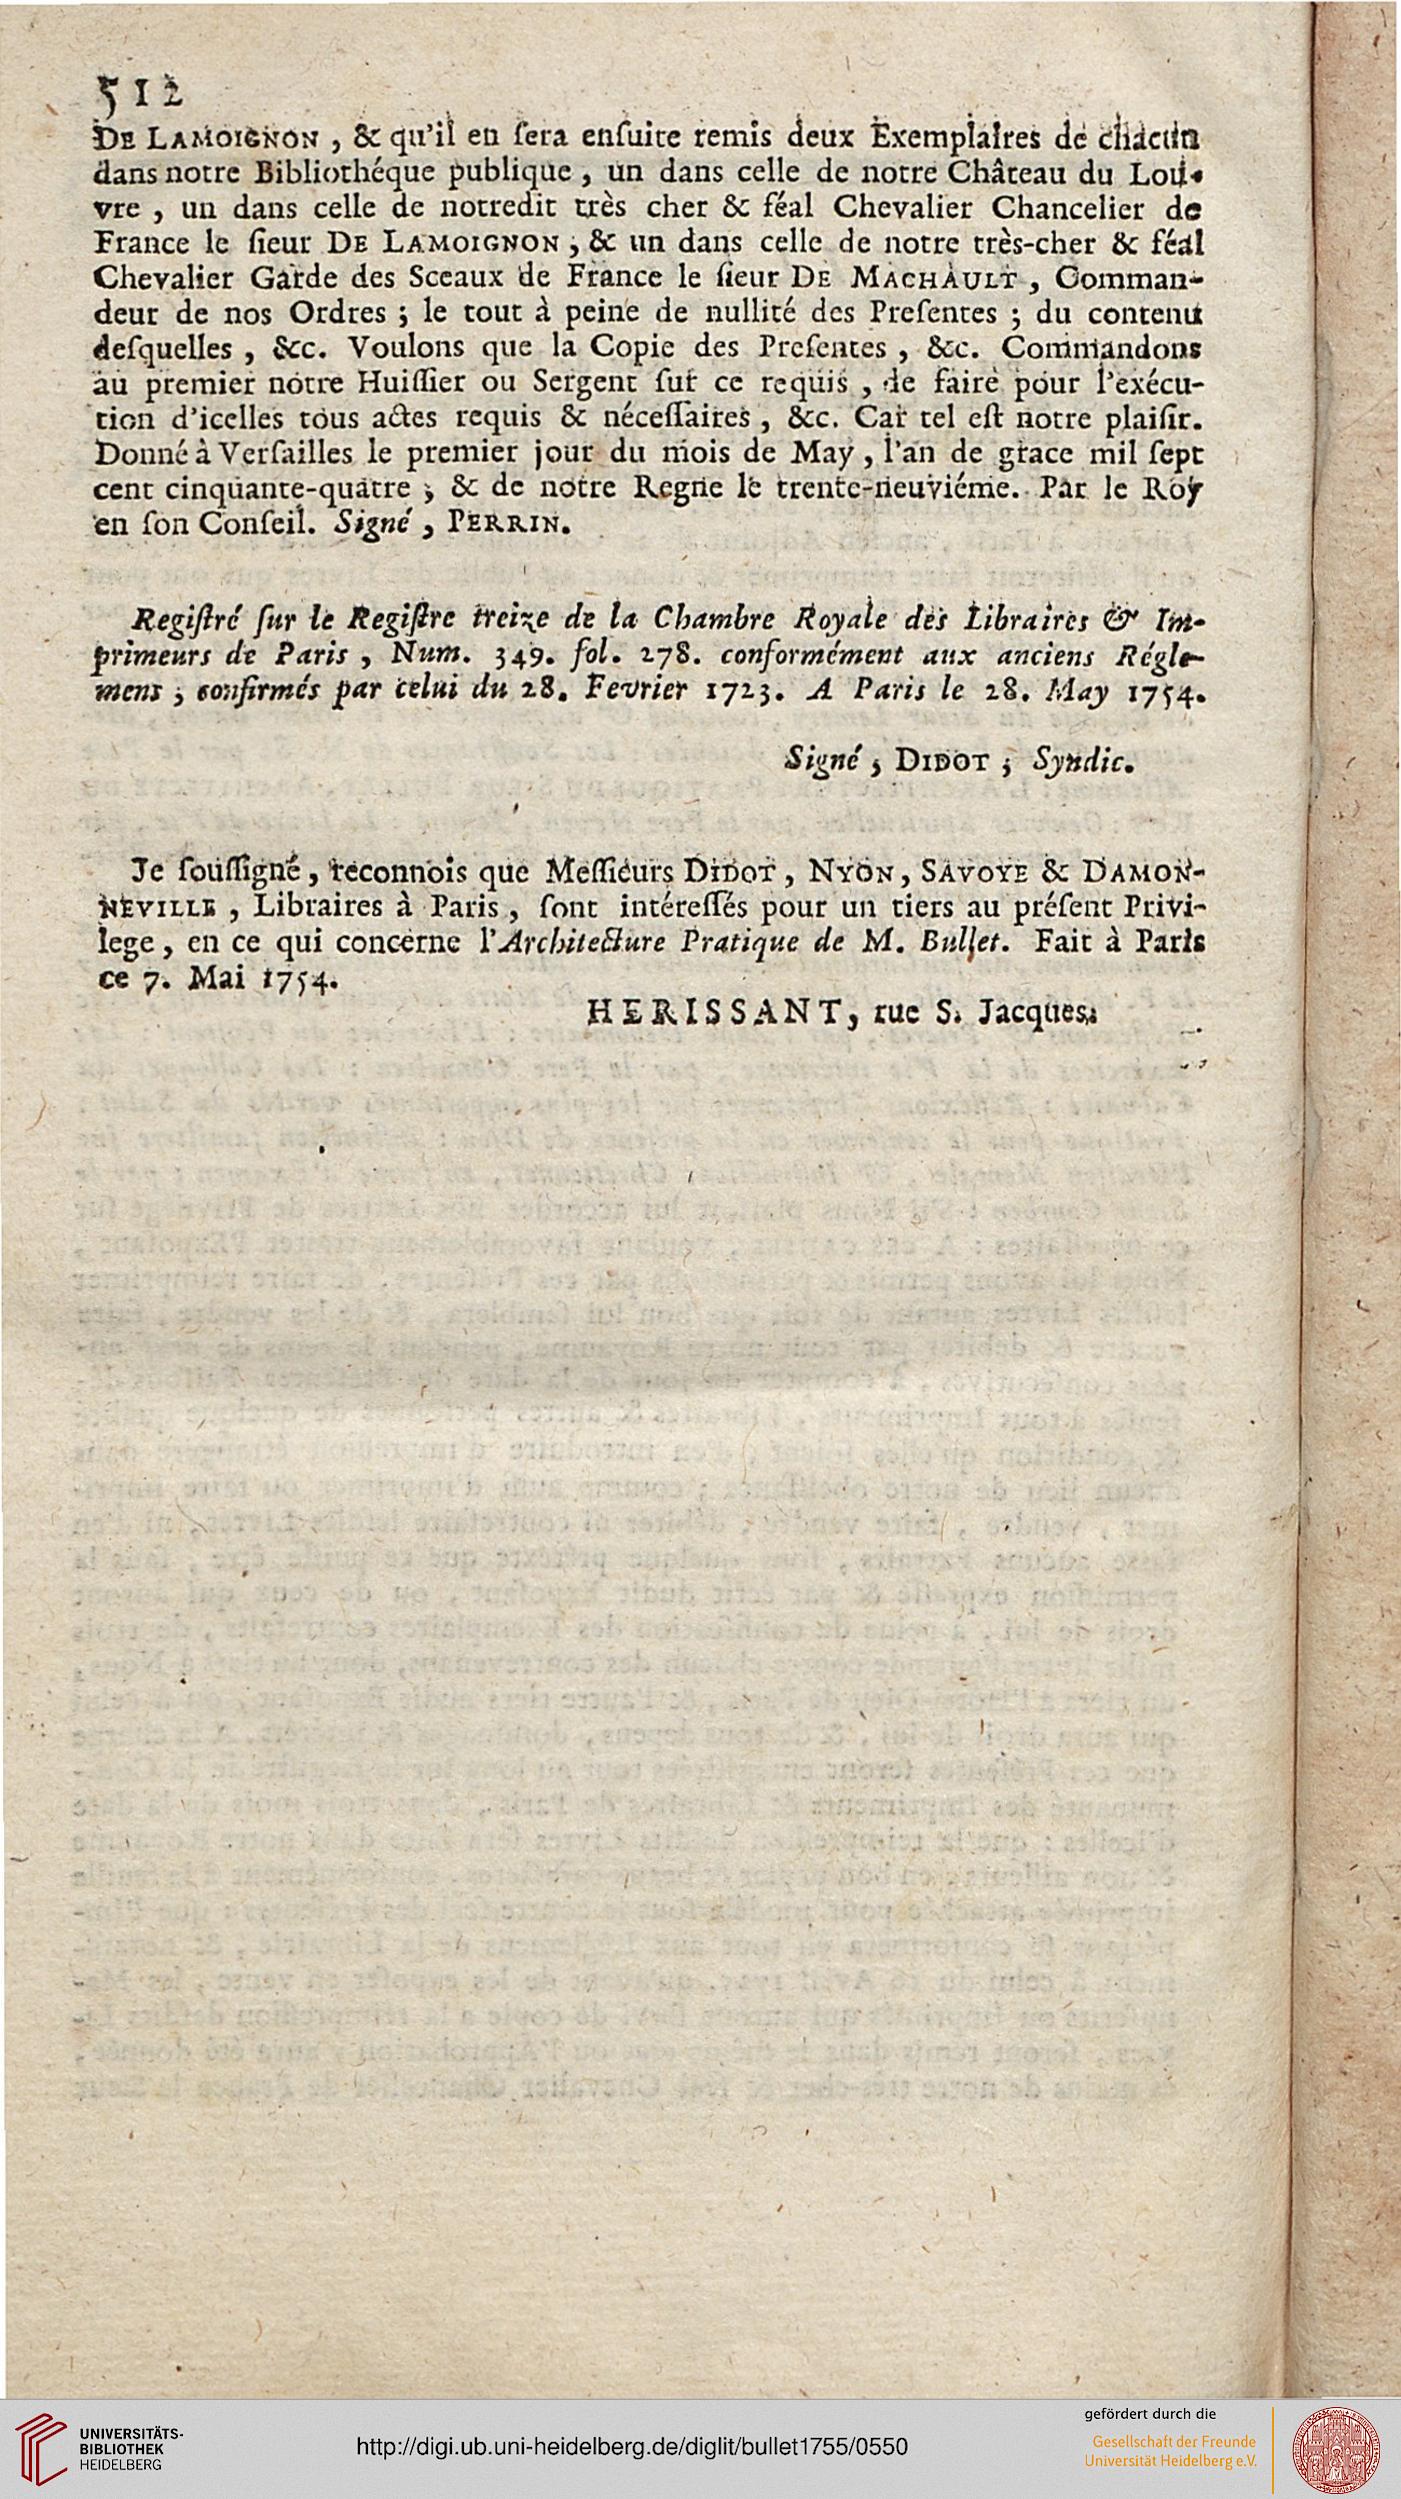 512
De Lamoignon , & qu'il en ſera enſuite remis deux Exemplaires de chacun
dans notre Bibliothéque publique , un dans celle de notre Château du Lou-
vre , un dans celle de notredit très cher & féal Chevalier Chancelier de
France le ſieur De Lamoignon , & un dans celle de notre très-cher & féal
Chevalier Garde des Sceaux de France le ſieur De Machault , Comman-
deur de nos Ordres ; le tout à peine de nullité des Preſentes ; du contenu
deſquelles , &c. Voulons que la Copie des Preſentes , &c. Commandons
au premier notre Huiſſier ou Sergent ſur ce requis , de faire pour l'exécu-
tion d'icelles tous actes requis & néceſſaires , &c. Car tel eſt notre plaiſir.
Donné à Verſailles le premier jour du mois de May , l'an de grace mil ſept
cent cinquante-quatre ; & de notre Regne le trente-neuviéme. Par le Roy
en ſon Conſeil. Signé , Perrin.
Regiſtré ſur le Regiſtre treize de la Chambre Royale des Libraires & Im-
primeurs de Paris , Num. 349. fol. 278. conformément aux anciens Régle-
mens ; confirmés par celui du 28. Fevrier 1723. A Paris le 28. May 1754.
Signé , Didot ; Syndic.
Je ſouſſigné , reconnois que Meſſieurs Didot , Nyon , Savoye & Damon-
neville , Libraires à Paris , ſont intéreſſés pour un tiers au préſent Privi-
lege , en ce qui concerne l'Architecture Pratique de M. Bullet. Fait à Paris
ce 7. Mai 1754.
HERISSANT, rue S. Jacques.
UNIVERSITÄTS-
BIBLIOTHEK
HEIDELBERG
http://digi.ub.uni-heidelberg.de/diglit/bullet1755/0550
gefördert durch die
Gesellschaft der Freunde
Universität Heidelberg e.V.